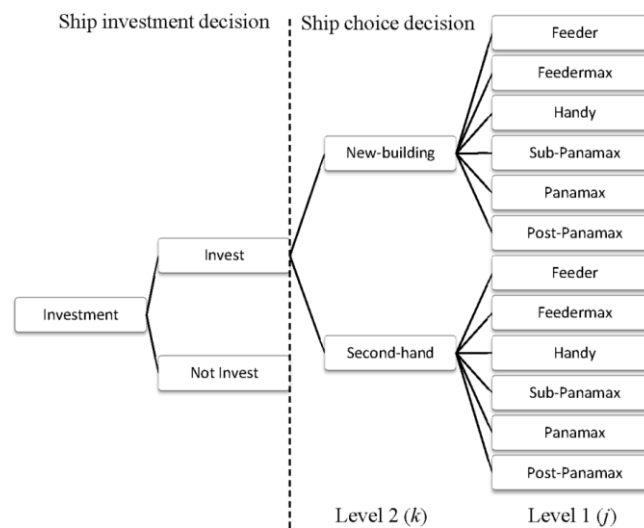 Ship investment decision
Ship choice decision
Feeder
Feedermax
Handy
New-building
Sub-Panamax
Panamax
Post-Panamax
Invest
Feeder
Investment
Feedermax
Not Invest
Second-hand
Handy
Sub-Panamax
Panamax
Post-Panamax
Level 2 (k)
Level 1 (j)